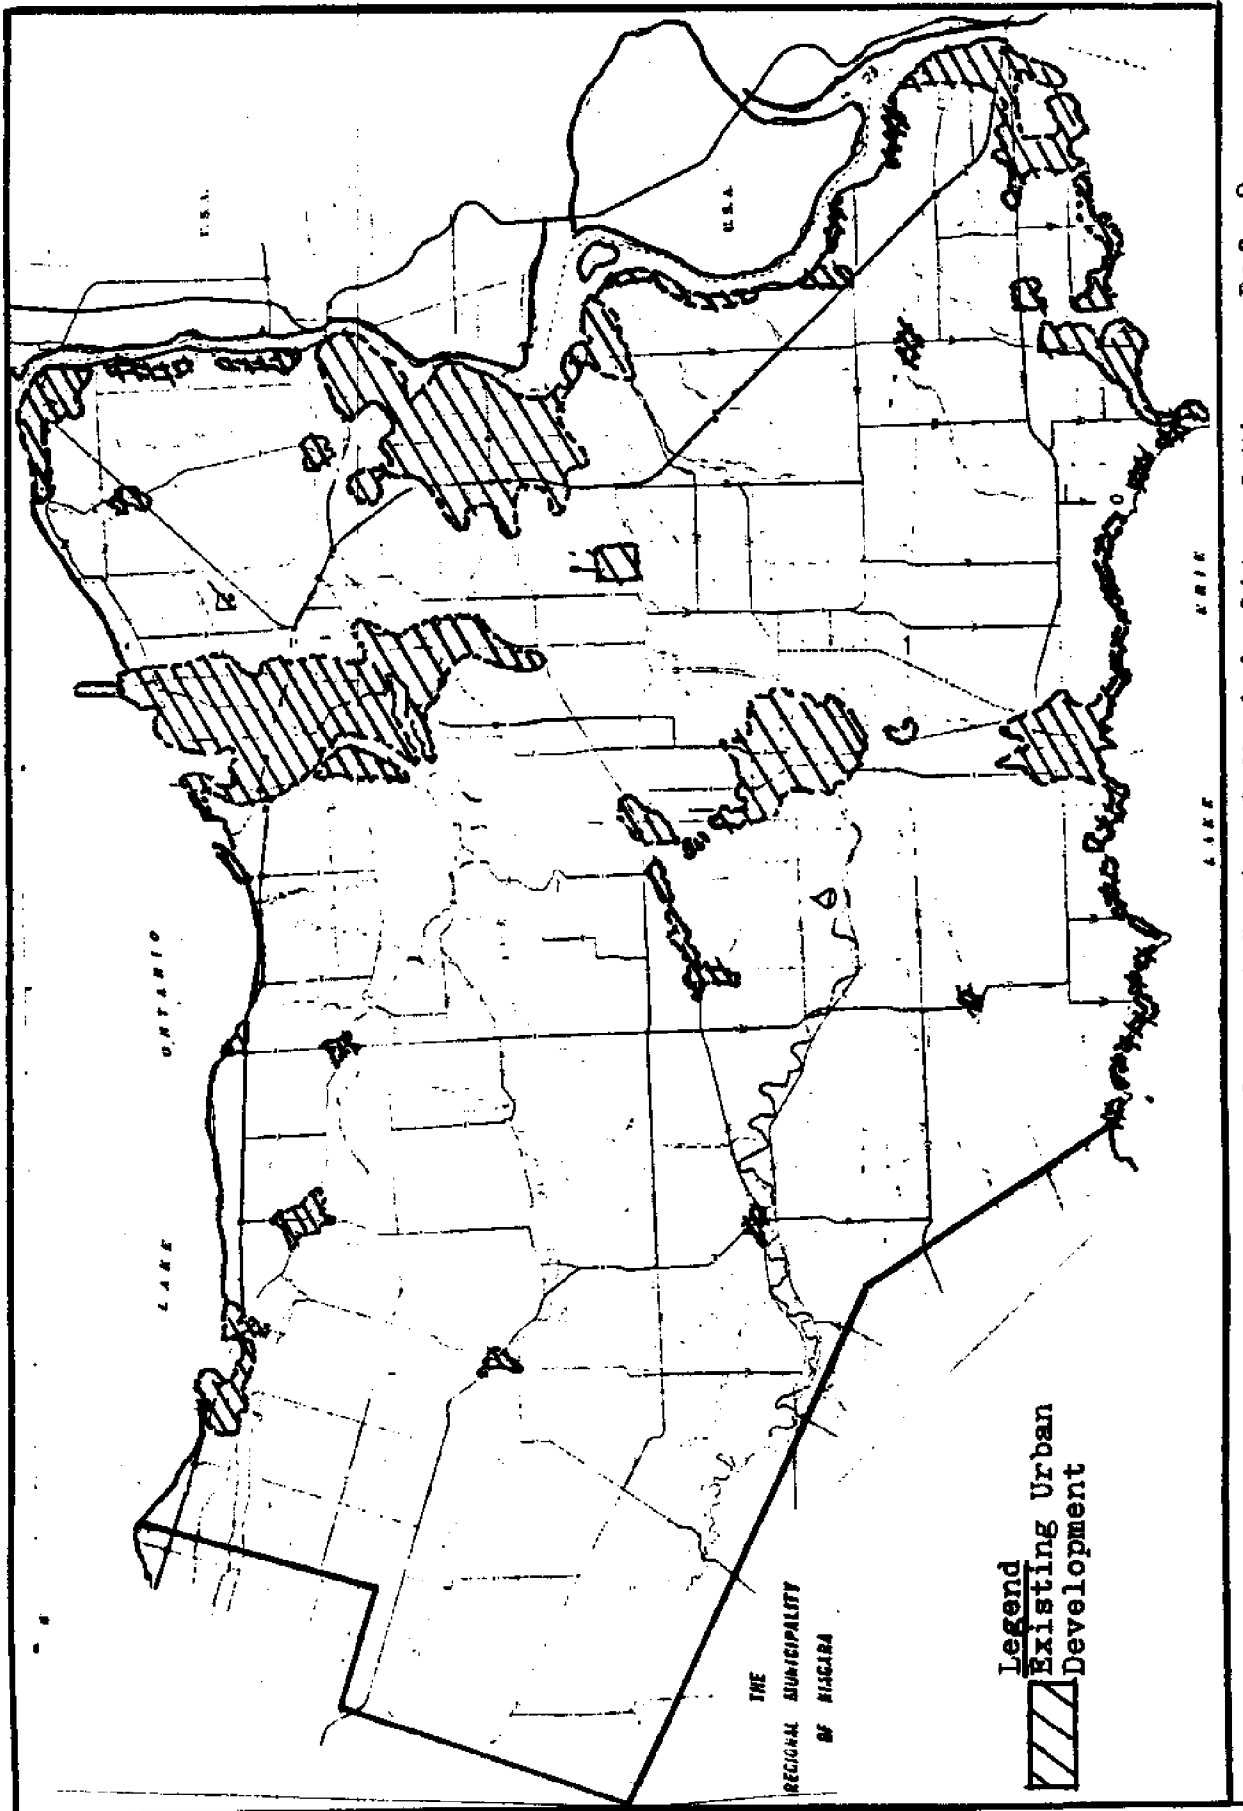 U.S.A.
U.S.A.
LAKE ONTARIO
LAKE ERIE
THE
REGIONAL MUNICIPALITY
OF NIAGARA
Legend
Existing Urban
Development